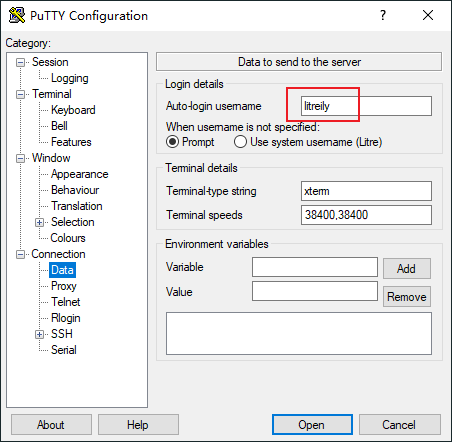 PuTTY Configuration
Category:
Session
Logging
Terminal
Keyboard
Bell
Features
Window
Appearance
Behaviour
Translation
Selection
Colours
Connection
Data
Proxy
Telnet
Rlogin
SSH
Serial
Data to send to the server
Login details
Auto-login username litreily
When username is not specified:
Prompt Use system username (Litre)
Terminal details
Terminal-type string xterm
Terminal speeds 38400,38400
Environment variables
Variable Add
Value Remove
About Help Open Cancel